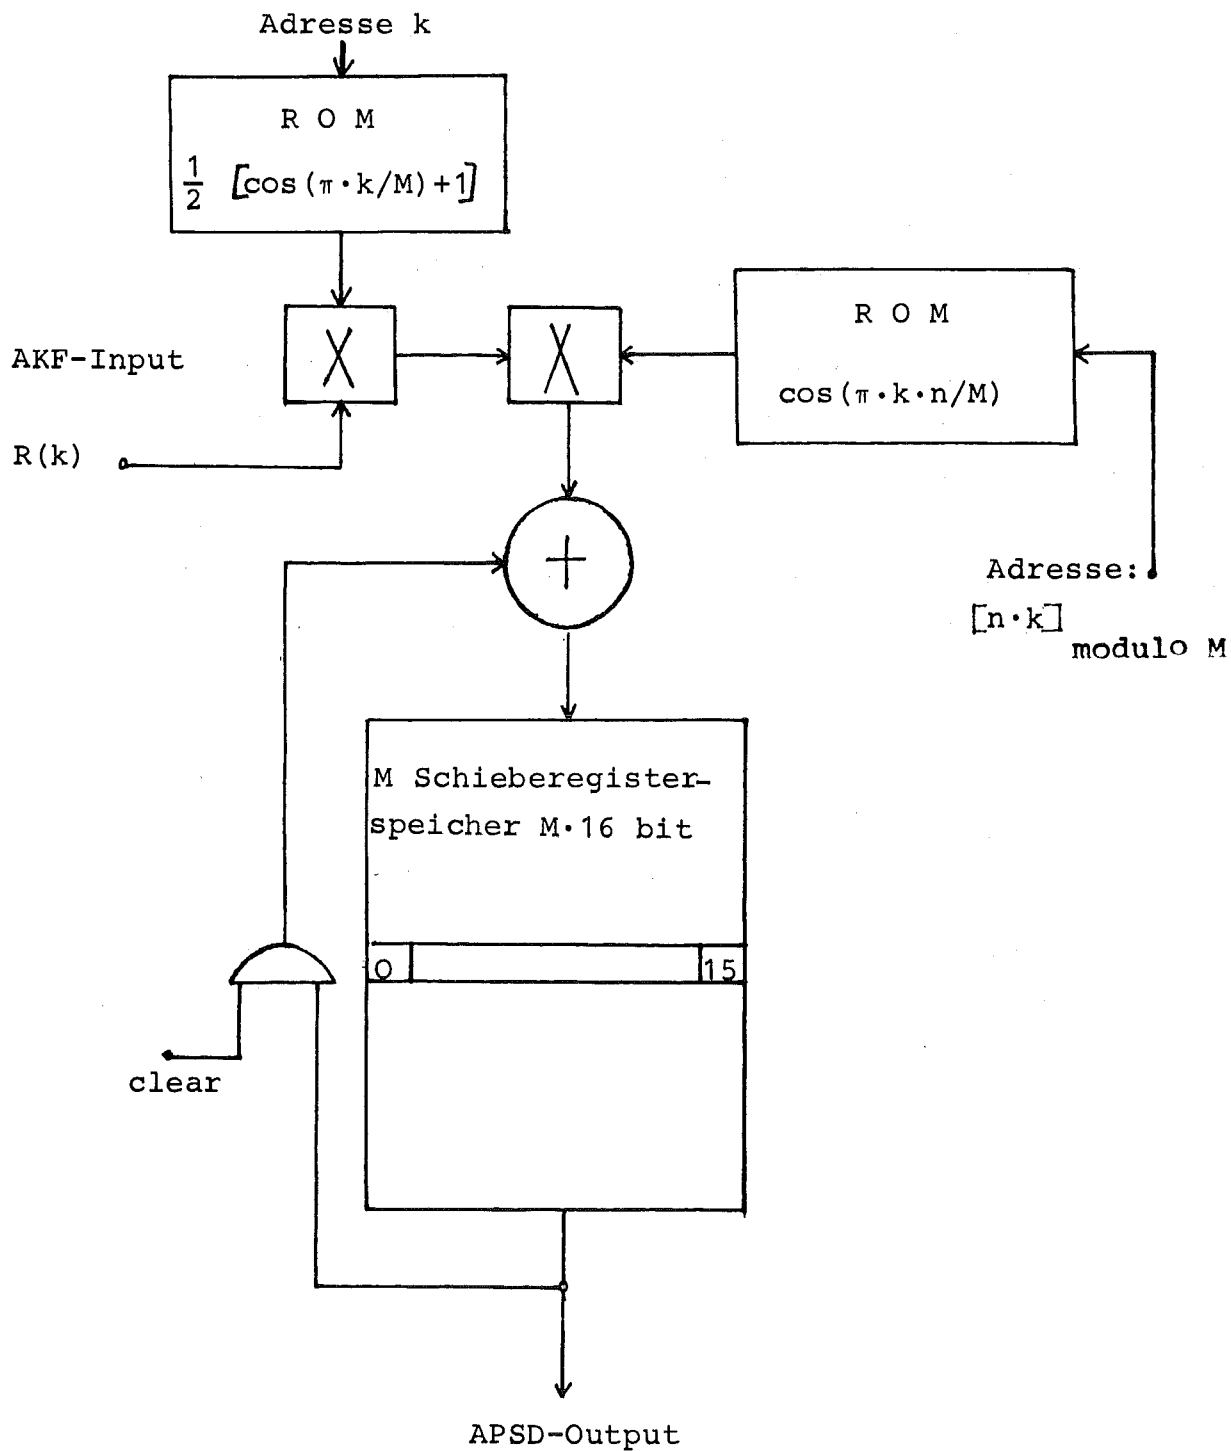 Adresse k
R O M
1/2 [cos(π·k/M)+1]
R O M
AKF-Input
X
X
cos(π·k·n/M)
R(k)
+
Adresse:
[n·k]
modulo M
M Schieberegister-
speicher M·16 bit
0
15
clear
APSD-Output